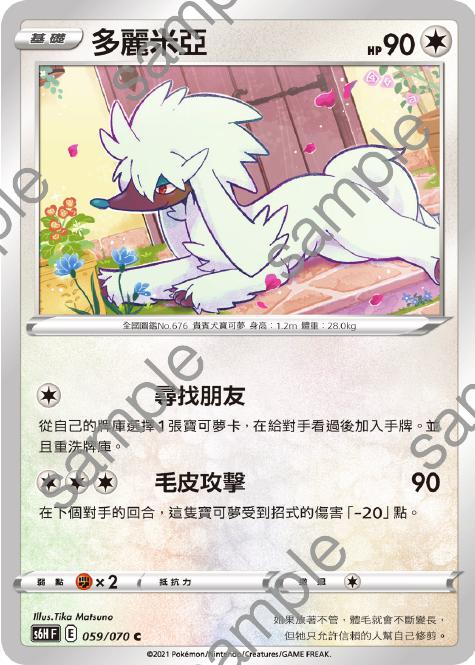 基礎 多麗米亞 HP 90
全國圖鑑No.676 貴賓犬寶可夢 身高：1.2m 體重：28.0kg
尋找朋友
從自己的牌庫選擇1張寶可夢卡，在給對手看過後加入手牌。並
且重洗牌庫。
毛皮攻擊 90
在下個對手的回合，這隻寶可夢受到招式的傷害「-20」點。
弱點 ×2 抵抗力 撤退
Illus.Tika Matsuno
s6H F E 059/070 C
如果放著不管，體毛就會不斷變長，
但牠只允許信賴的人幫自己修剪。
©2021 Pokémon/Nintendo/Creatures/GAME FREAK.
sample
sample
sample
sample
sample
sample
sample